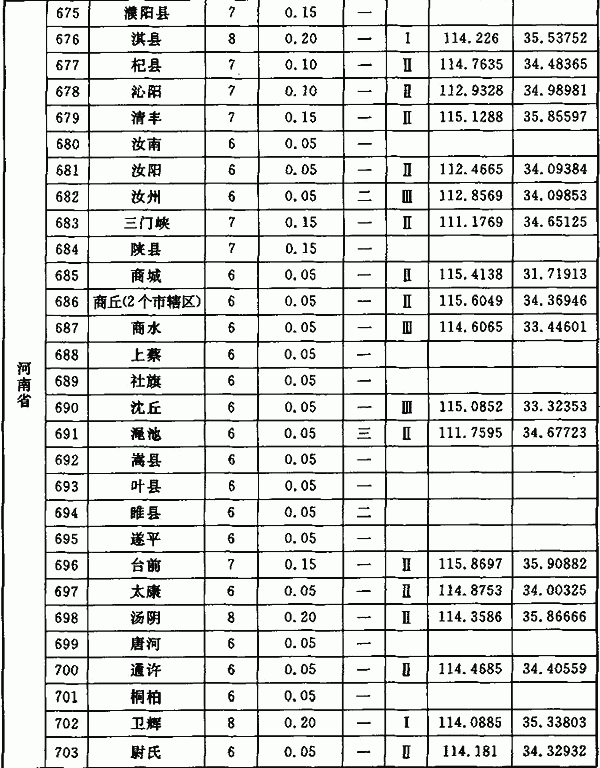 河南省
675 濮阳县 7 0.15 一
676 淇县 8 0.20 一 Ⅰ 114.226 35.53752
677 杞县 7 0.10 一 Ⅱ 114.7635 34.48365
678 沁阳 7 0.10 一 Ⅱ 112.9328 34.98981
679 清丰 7 0.15 一 Ⅱ 115.1288 35.85597
680 汝南 6 0.05 一
681 汝阳 6 0.05 一 Ⅱ 112.4665 34.09384
682 汝州 6 0.05 二 Ⅲ 112.8569 34.09853
683 三门峡 7 0.15 一 Ⅱ 111.1769 34.65125
684 陕县 7 0.15 一
685 商城 6 0.05 一 Ⅱ 115.4138 31.71913
686 商丘(2个市辖区) 6 0.05 一 Ⅱ 115.6049 34.36946
687 商水 6 0.05 一 Ⅲ 114.6065 33.44601
688 上蔡 6 0.05 一
689 社旗 6 0.05 一
690 沈丘 6 0.05 一 Ⅲ 115.0852 33.32353
691 渑池 6 0.05 三 Ⅱ 111.7595 34.67723
692 嵩县 6 0.05 一
693 叶县 6 0.05 一
694 睢县 6 0.05 二
695 遂平 6 0.05 一
696 台前 7 0.15 一 Ⅱ 115.8697 35.90882
697 太康 6 0.05 一 Ⅱ 114.8753 34.00325
698 汤阴 8 0.20 一 Ⅱ 114.3586 35.86666
699 唐河 6 0.05 一
700 通许 6 0.05 一 Ⅱ 114.4685 34.40559
701 桐柏 6 0.05 一
702 卫辉 8 0.20 一 Ⅰ 114.0885 35.33803
703 尉氏 6 0.05 一 Ⅱ 114.181 34.32932